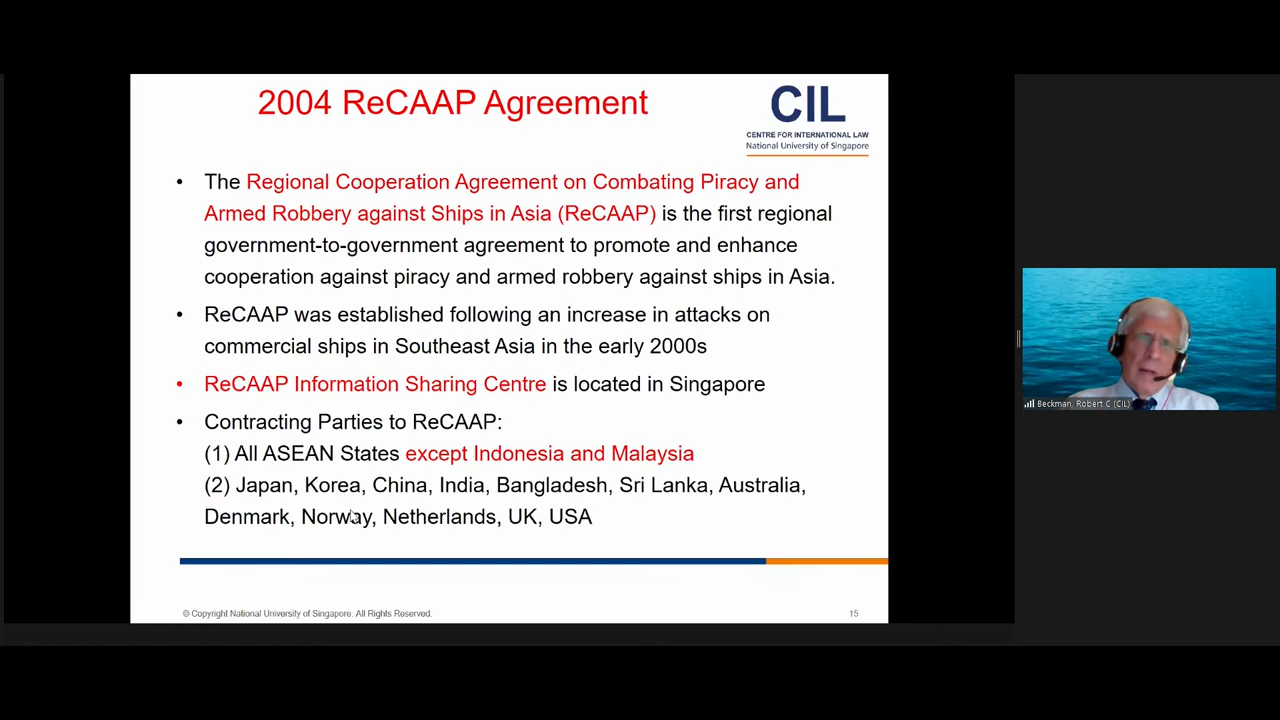 2004 ReCAAP Agreement
CIL
CENTRE FOR INTERNATIONAL LAW
National University of Singapore
• The Regional Cooperation Agreement on Combating Piracy and
Armed Robbery against Ships in Asia (ReCAAP) is the first regional
government-to-government agreement to promote and enhance
cooperation against piracy and armed robbery against ships in Asia.
• ReCAAP was established following an increase in attacks on
commercial ships in Southeast Asia in the early 2000s
• ReCAAP Information Sharing Centre is located in Singapore
• Contracting Parties to ReCAAP:
(1) All ASEAN States except Indonesia and Malaysia
(2) Japan, Korea, China, India, Bangladesh, Sri Lanka, Australia,
Denmark, Norway, Netherlands, UK, USA
© Copyright National University of Singapore. All Rights Reserved.
15
Beckman, Robert C (CIL)